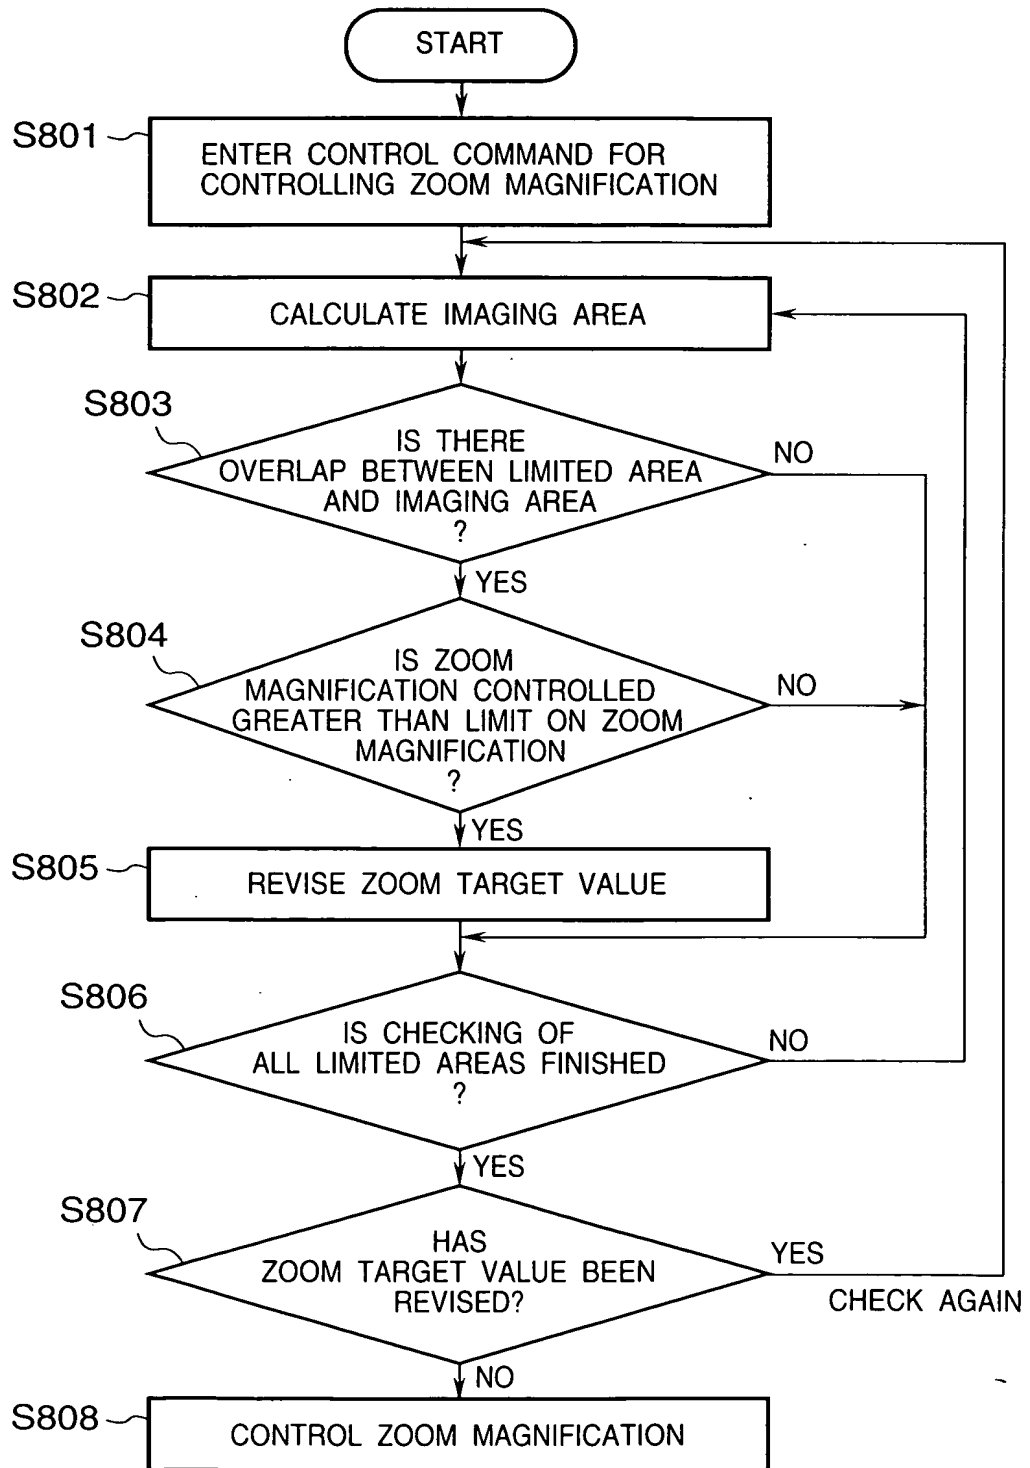 START
S801
ENTER CONTROL COMMAND FOR
CONTROLLING ZOOM MAGNIFICATION
S802
CALCULATE IMAGING AREA
S803
IS THERE
OVERLAP BETWEEN LIMITED AREA
AND IMAGING AREA
?
NO
YES
S804
IS ZOOM
MAGNIFICATION CONTROLLED
GREATER THAN LIMIT ON ZOOM
MAGNIFICATION
?
NO
YES
S805
REVISE ZOOM TARGET VALUE
S806
IS CHECKING OF
ALL LIMITED AREAS FINISHED
?
NO
YES
S807
HAS
ZOOM TARGET VALUE BEEN
REVISED?
YES
CHECK AGAIN
NO
S808
CONTROL ZOOM MAGNIFICATION